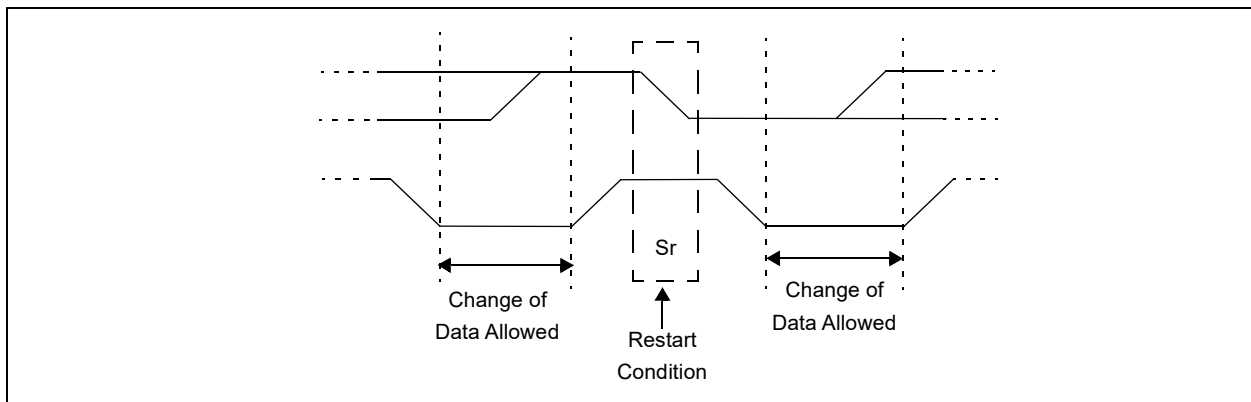 Sr
Change of
Data Allowed
Restart
Condition
Change of
Data Allowed